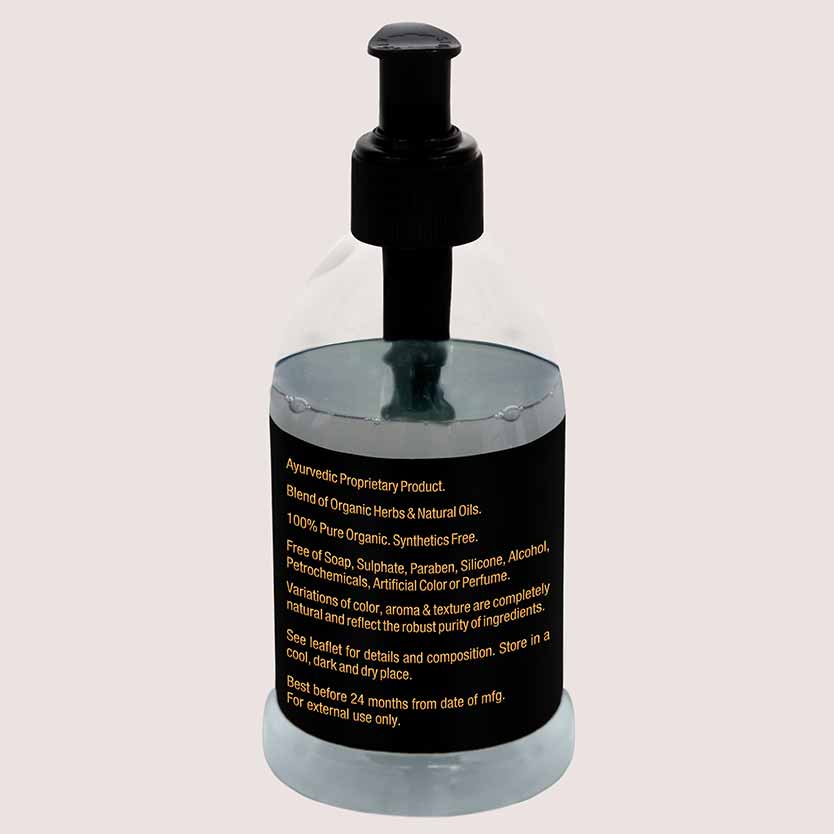 Ayurvedic Proprietary Product.
Blend of Organic Herbs & Natural Oils.
100% Pure Organic. Synthetics Free.
Free of Soap, Sulphate, Paraben, Silicone, Alcohol,
Petrochemicals, Artificial Color or Perfume.
Variations of color, aroma & texture are completely
natural and reflect the robust purity of ingredients.
See leaflet for details and composition. Store in a
cool, dark and dry place.
Best before 24 months from date of mfg.
For external use only.